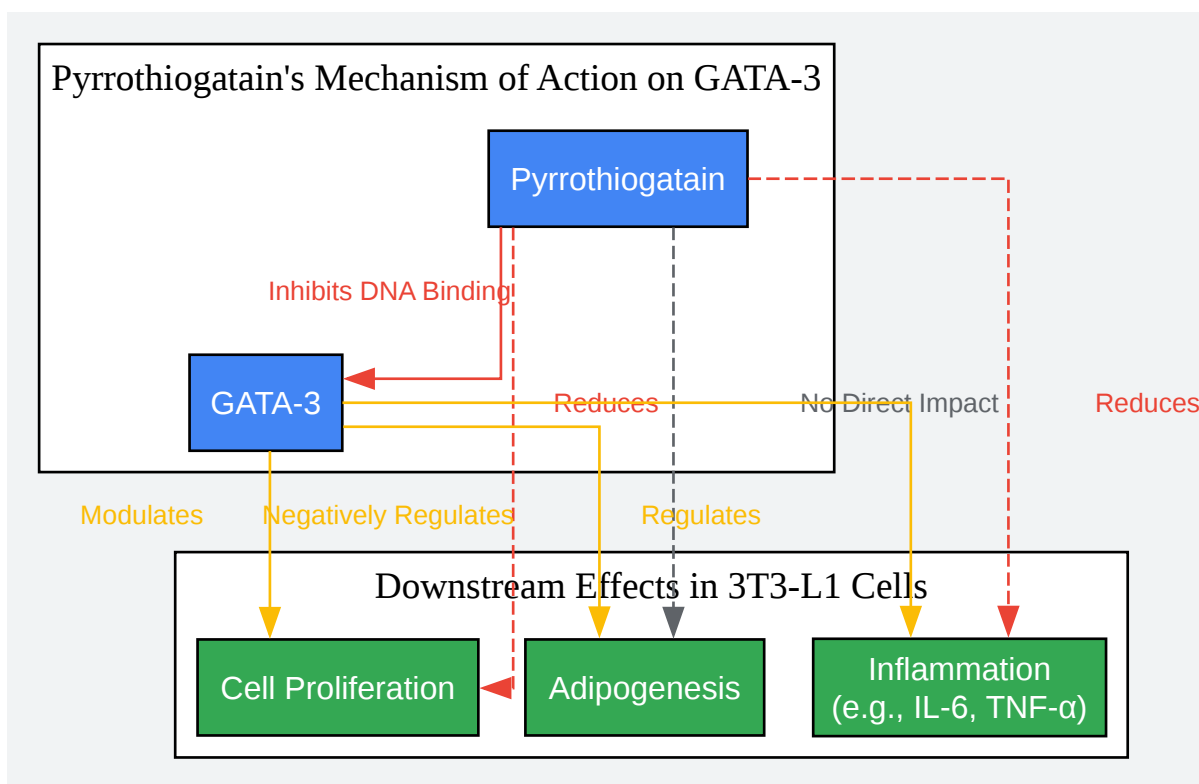 Pyrrothiogatain's Mechanism of Action on GATA-3
Pyrrothiogatain
Inhibits DNA Binding
GATA-3
Reduces
No Direct Impact
Reduces
Modulates
Negatively Regulates
Regulates
Downstream Effects in 3T3-L1 Cells
Cell Proliferation
Adipogenesis
Inflammation
(e.g., IL-6, TNF-α)